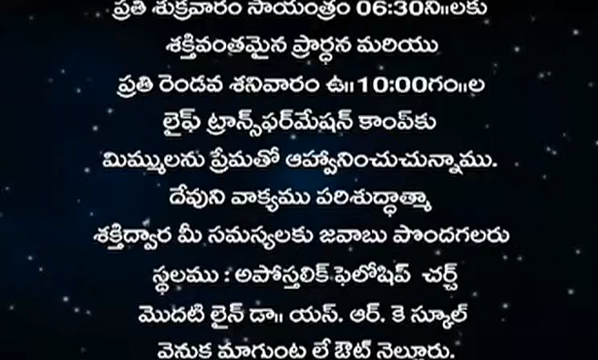 ప్రతి శుక్రవారం సాయంత్రం 06:30ని॥లకు
శక్తివంతమైన ప్రార్ధన మరియు
ప్రతి రెండవ శనివారం ఉ॥10:00గం॥ల
లైఫ్ ట్రాన్స్‌ఫర్‌మేషన్ కాంప్‌కు
మిమ్ములను ప్రేమతో ఆహ్వానించుచున్నాము.
దేవుని వాక్యము పరిశుద్ధాత్మా
శక్తిద్వార మీ సమస్యలకు జవాబు పొందగలరు
స్థలము : అపోస్తలిక్ ఫెలోషిప్ చర్చ్
మొదటి లైన్ డా॥ యస్. ఆర్. కె స్కూల్
వెనుక మాగుంట లే ఔట్ నెల్లూరు.